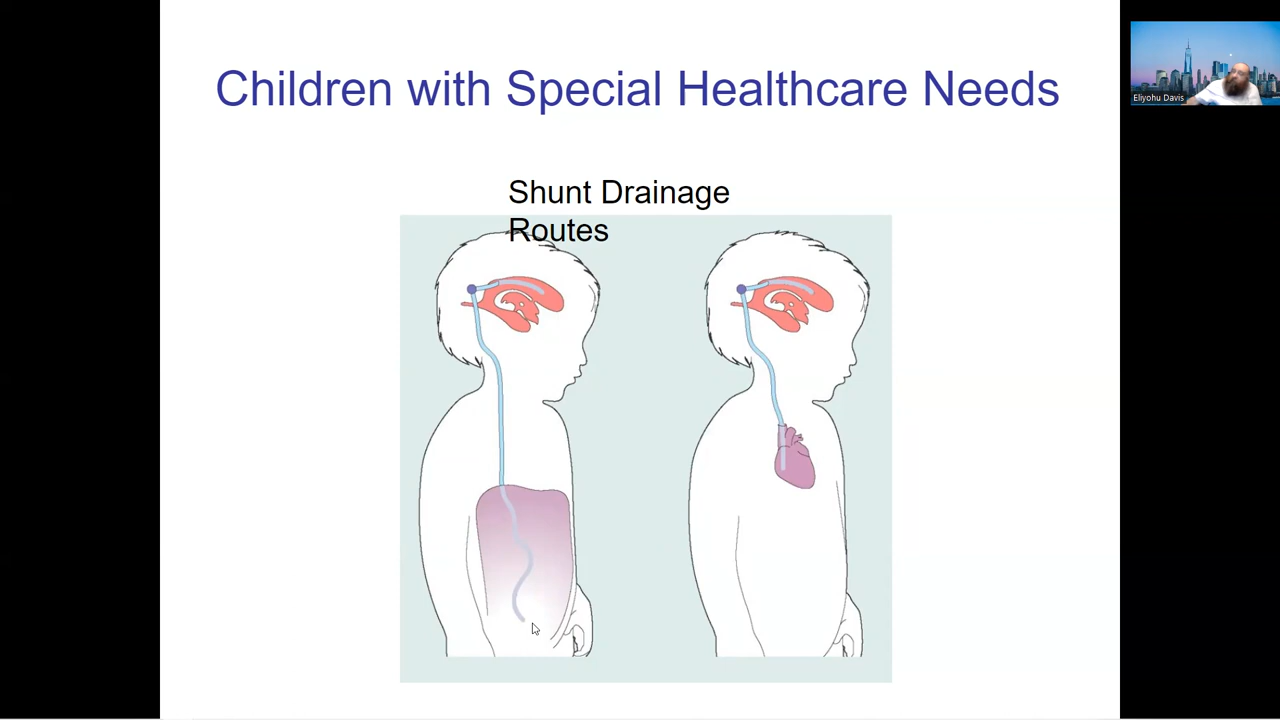 Children with Special Healthcare Needs
Shunt Drainage
Routes
Eliyohu Davis